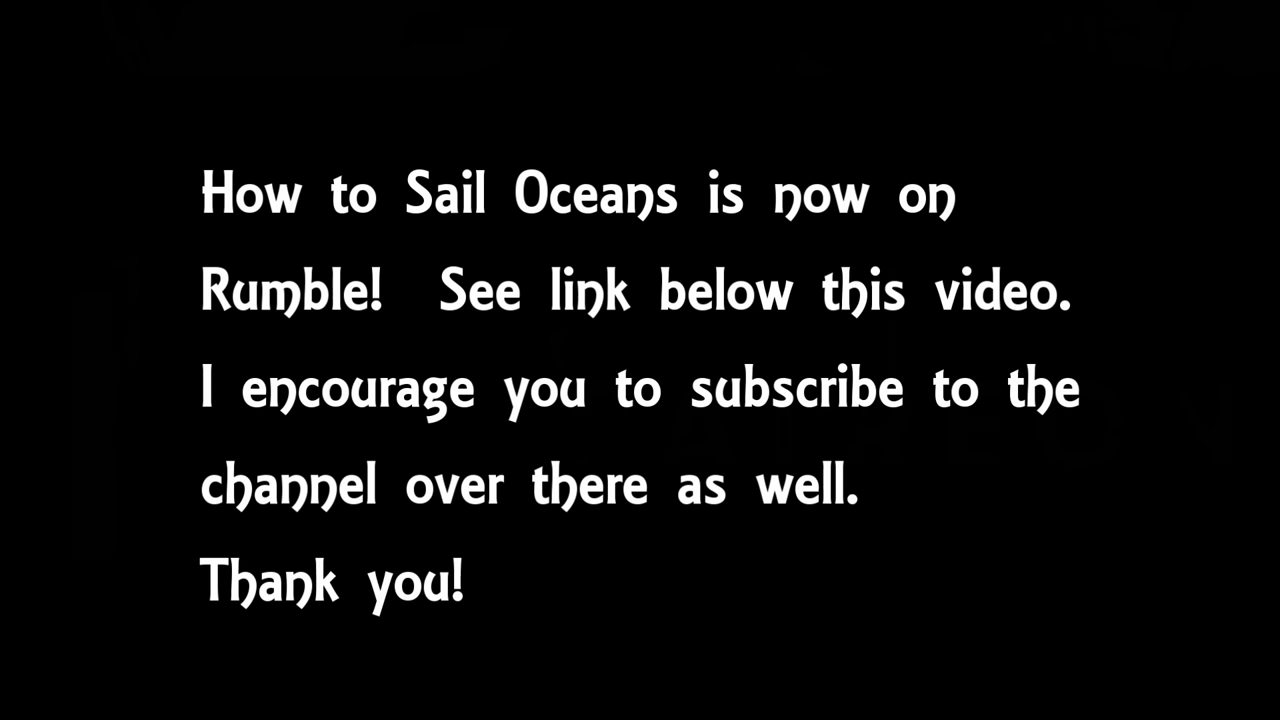 How to Sail Oceans is now on
Rumble! See link below this video.
I encourage you to subscribe to the
channel over there as well.
Thank you!